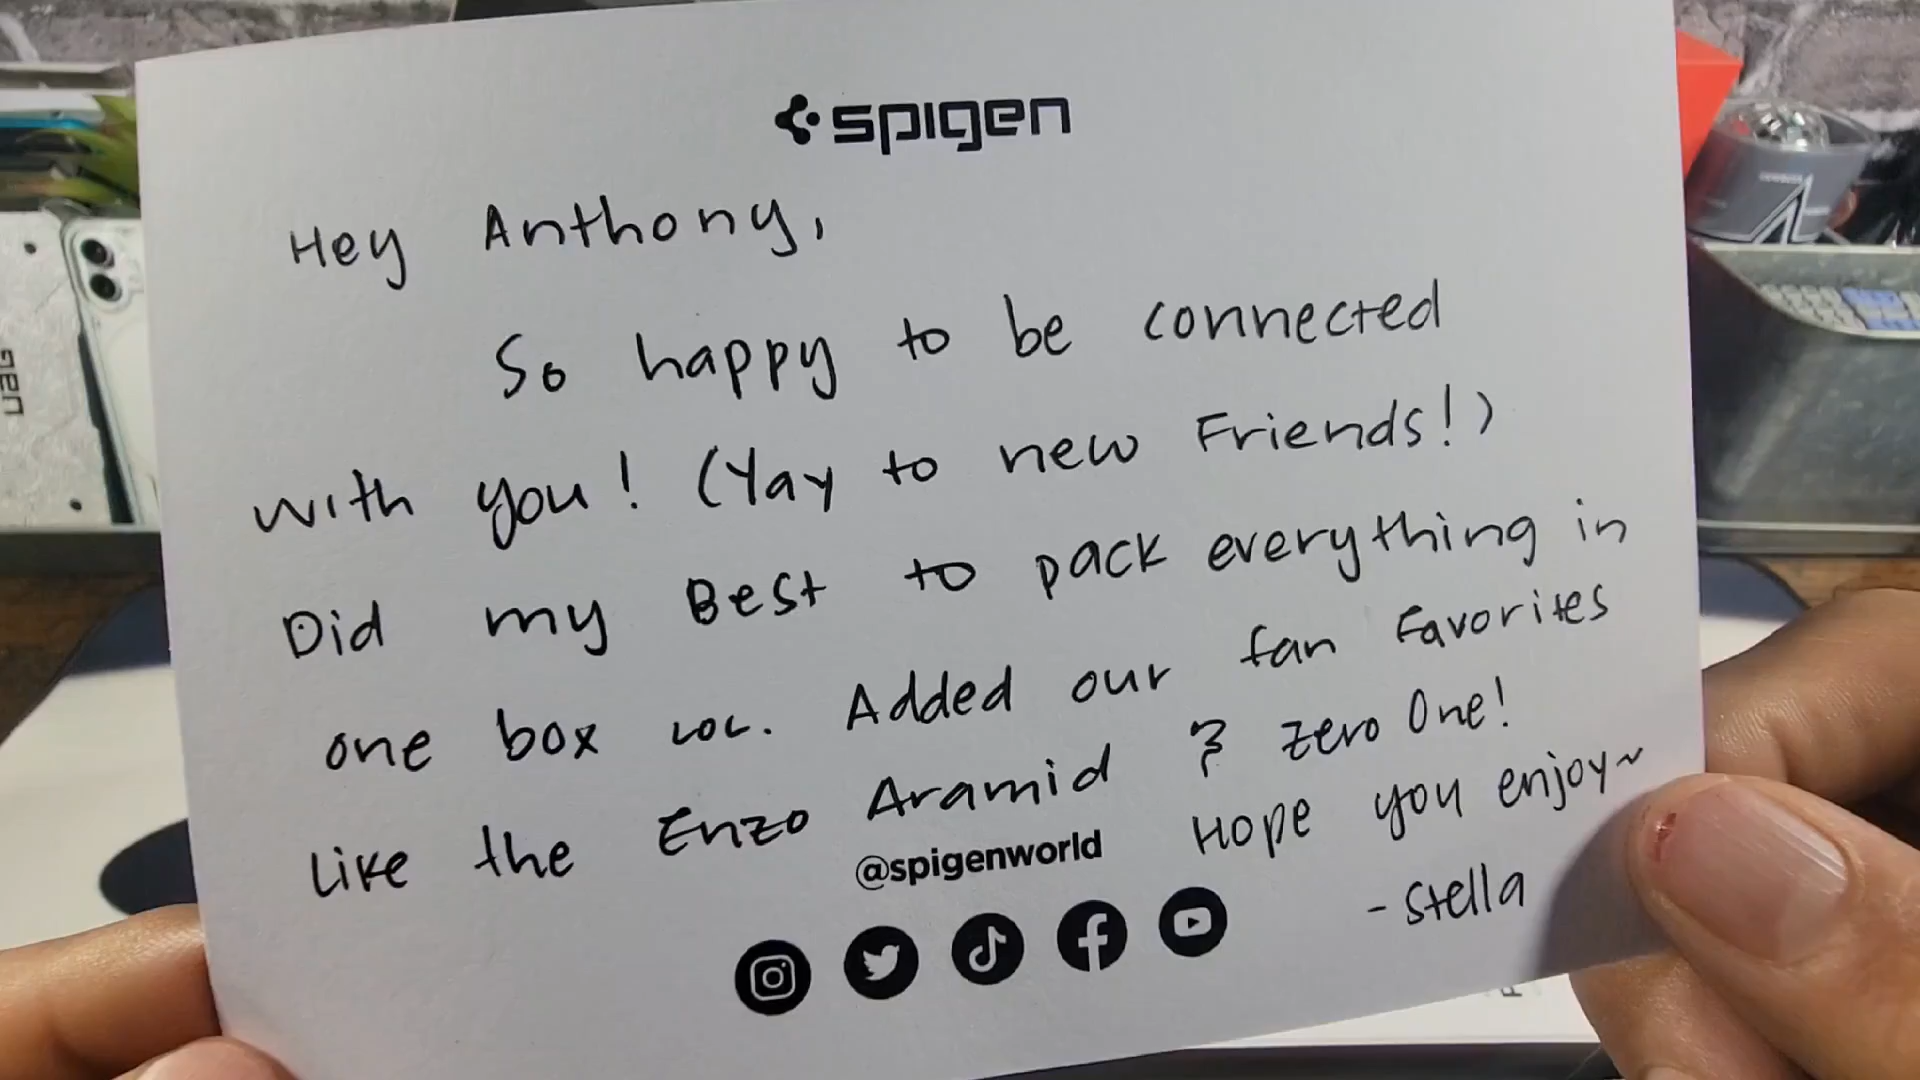 spigen
Hey Anthony,
So happy to be connected
with you! (Yay to new Friends!)
Did my Best to pack everything in
one box LOL. Added our fan Favorites
Like the Enzo Aramid & Zero One!
Hope you enjoy~
@spigenworld
-Stella